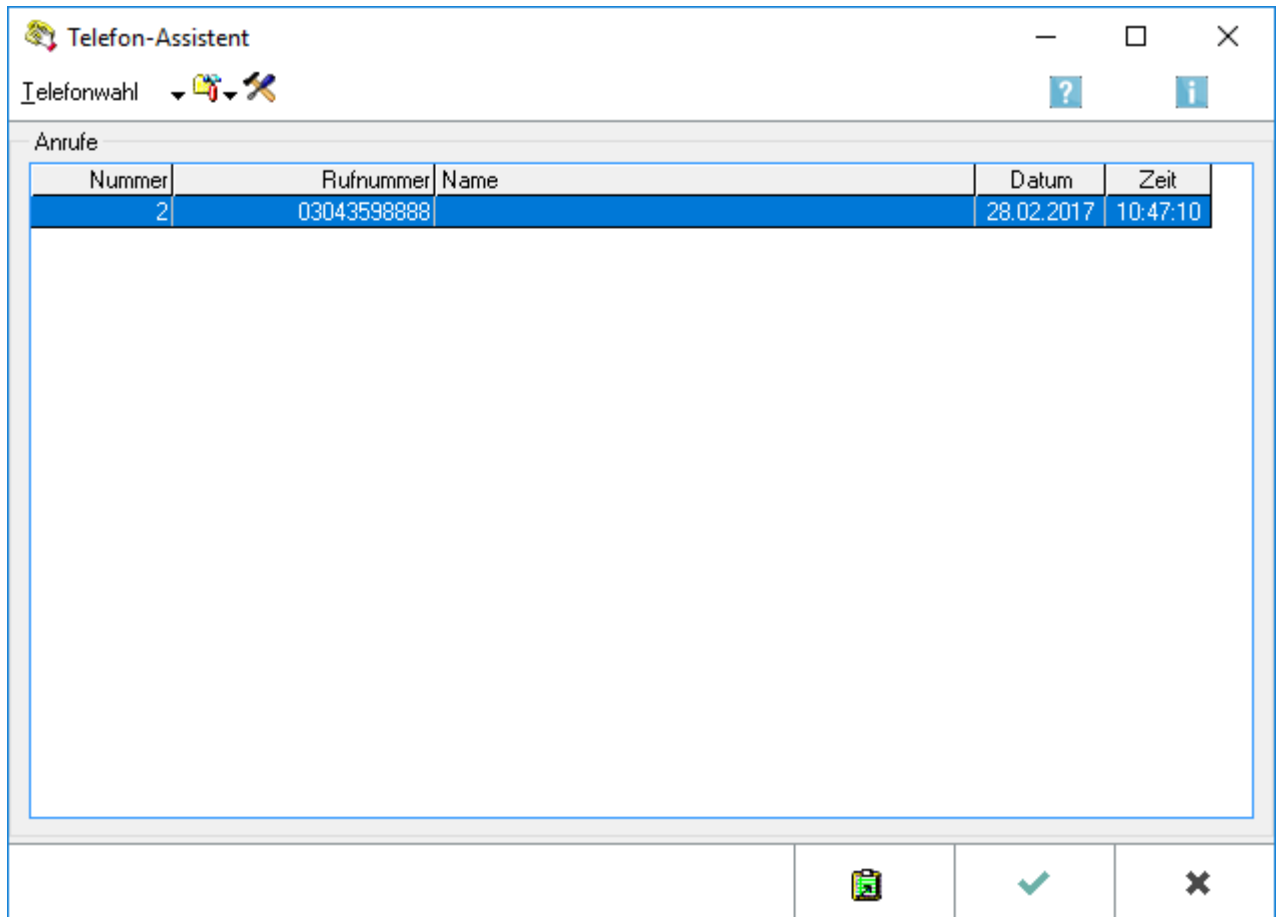 Telefon-Assistent
Telefonwahl
Anrufe
Nummer Rufnummer Name Datum Zeit
2 03043598888 28.02.2017 10:47:10